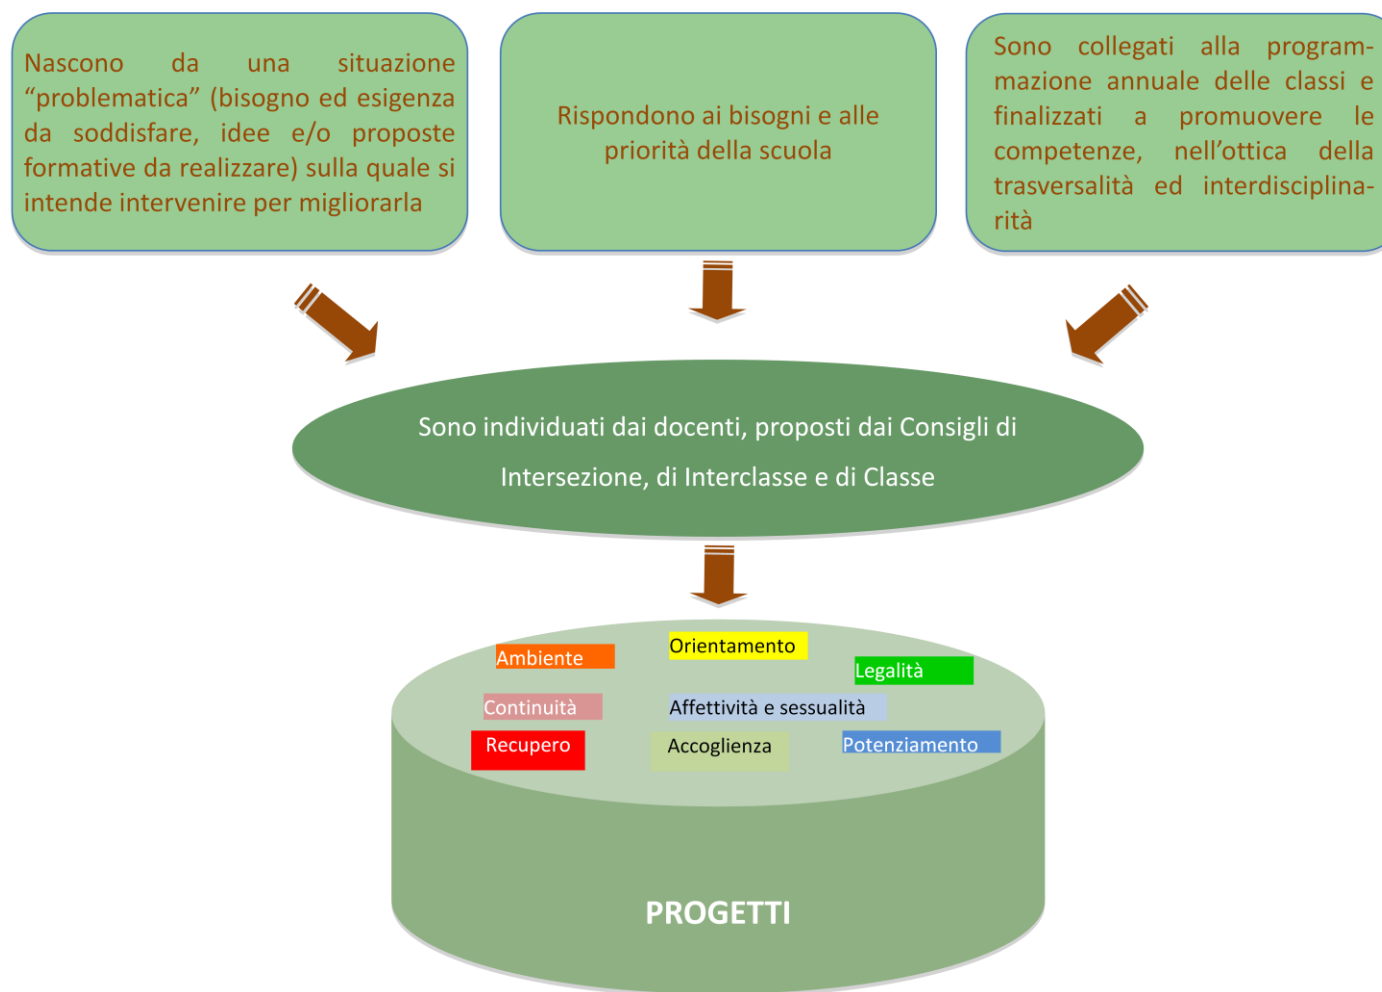 Nascono da una situazione
“problematica” (bisogno ed esigenza
da soddisfare, idee e/o proposte
formative da realizzare) sulla quale si
intende intervenire per migliorarla
Rispondono ai bisogni e alle
priorità della scuola
Sono collegati alla program-
mazione annuale delle classi e
finalizzati a promuovere le
competenze, nell’ottica della
trasversalità ed interdisciplina-
rità
Sono individuati dai docenti, proposti dai Consigli di
Intersezione, di Interclasse e di Classe
Ambiente
Orientamento
Legalità
Continuità
Affettività e sessualità
Recupero
Accoglienza
Potenziamento
PROGETTI